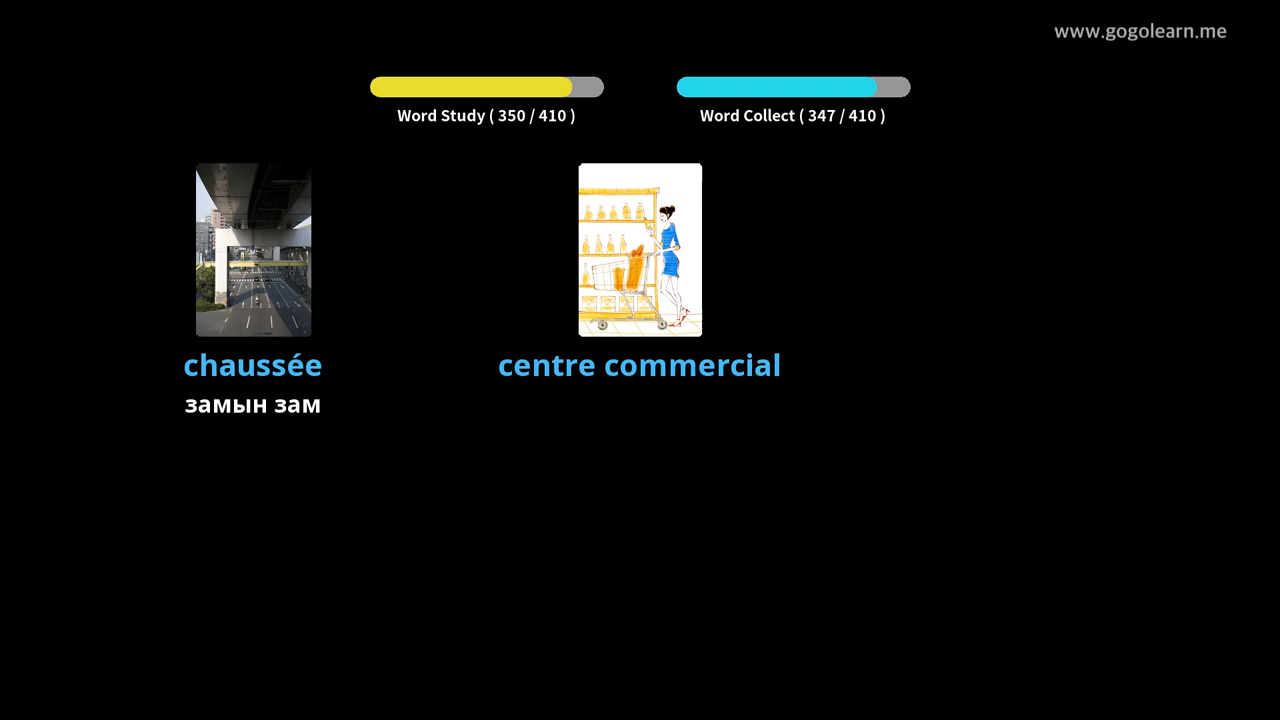 www.gogolearn.me
Word Study ( 350 / 410 )
Word Collect ( 347 / 410 )
chaussée
centre commercial
замын зам